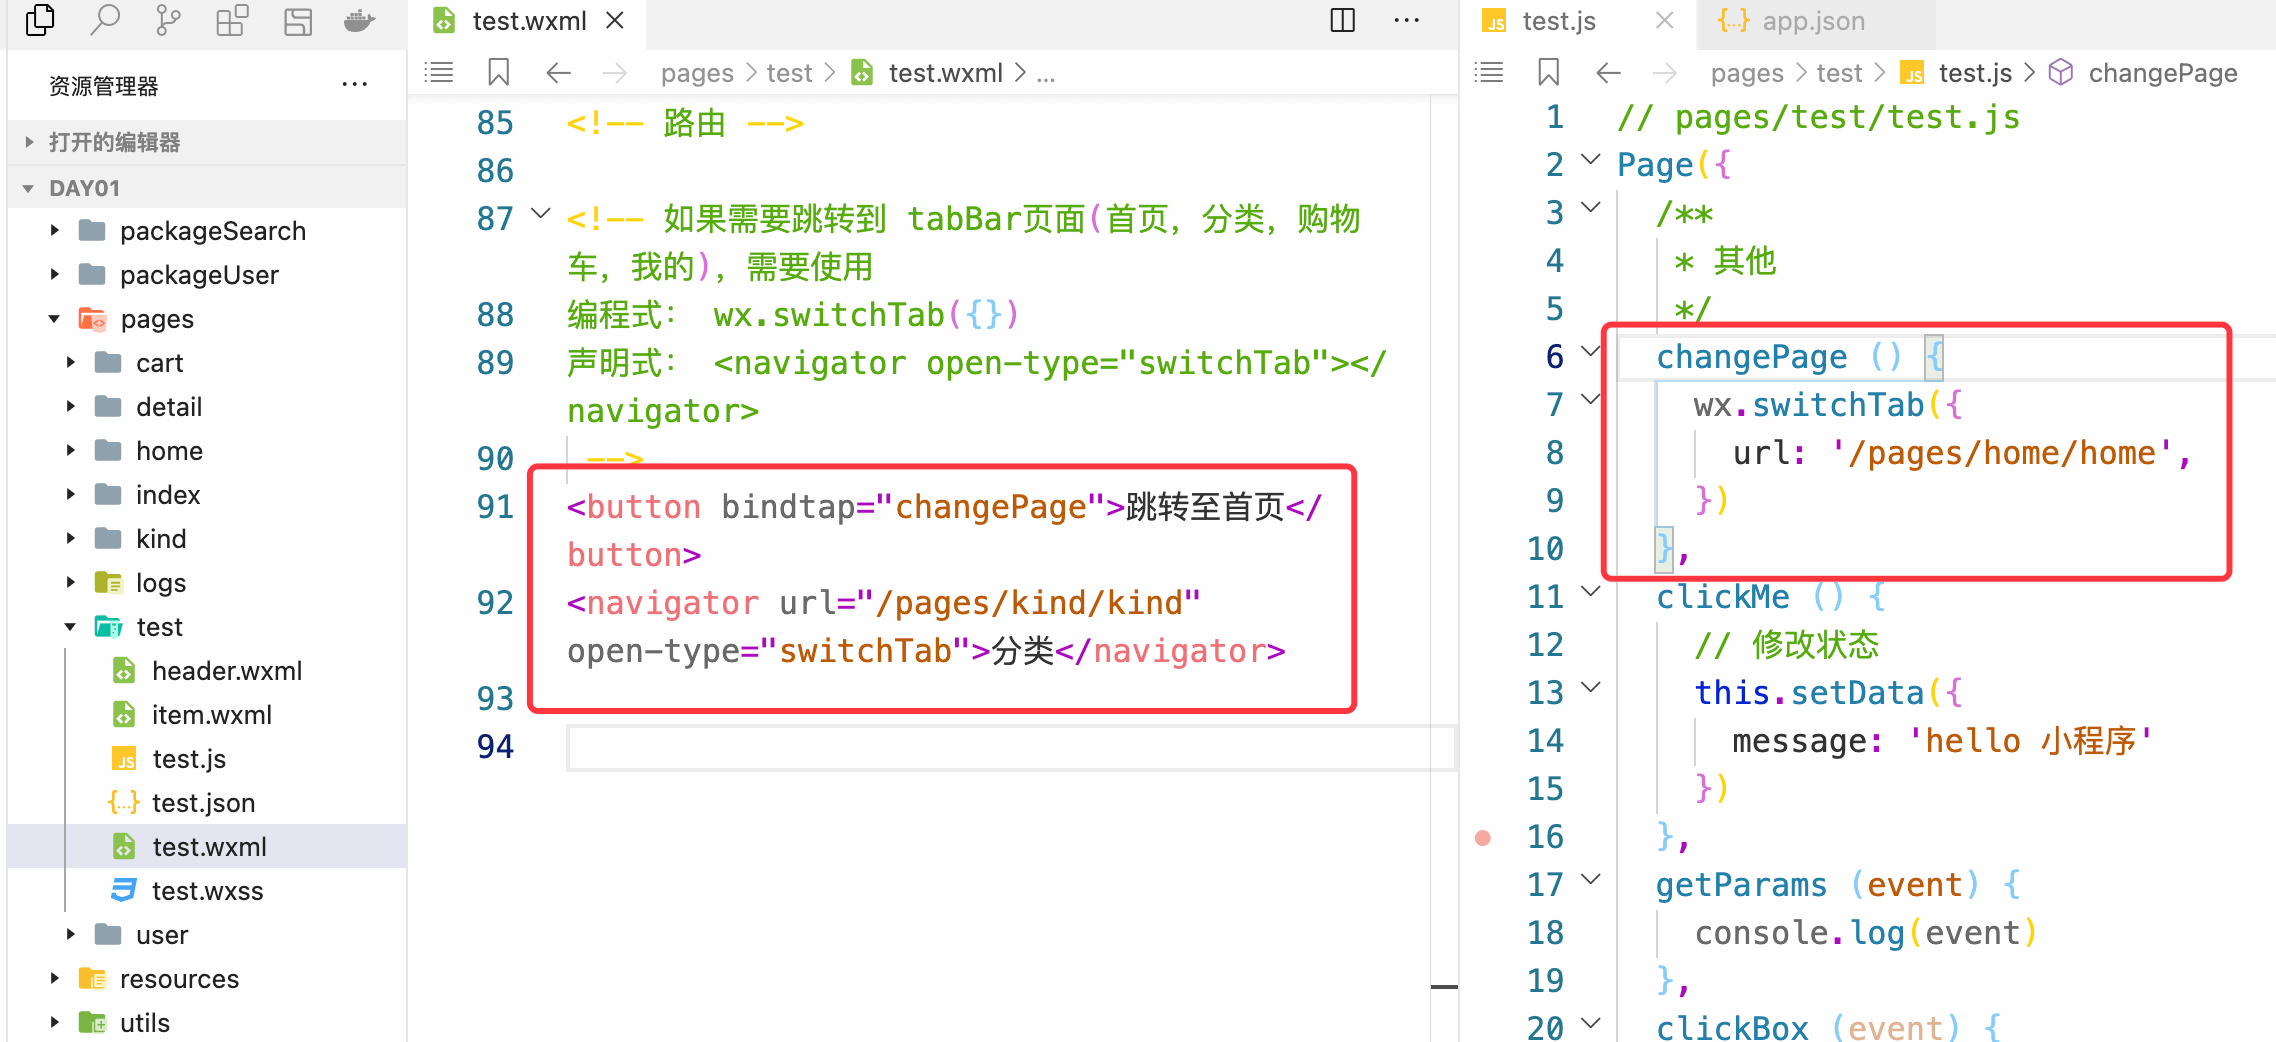 资源管理器
打开的编辑器
DAY01
packageSearch
packageUser
pages
cart
detail
home
index
kind
logs
test
header.wxml
item.wxml
test.js
test.json
test.wxml
test.wxss
user
resources
utils
test.wxml
pages > test > test.wxml > ...
85 <!-- 路由 -->
86
87 <!-- 如果需要跳转到 tabBar页面(首页，分类，购物
车，我的)，需要使用
88 编程式： wx.switchTab({})
89 声明式： <navigator open-type="switchTab"></
navigator>
90 -->
91 <button bindtap="changePage">跳转至首页</
button>
92 <navigator url="/pages/kind/kind"
open-type="switchTab">分类</navigator>
93
94
test.js
app.json
pages > test > test.js > changePage
1 // pages/test/test.js
2 Page({
3 /**
4 * 其他
5 */
6 changePage () {
7 wx.switchTab({
8 url: '/pages/home/home',
9 })
10 },
11 clickMe () {
12 // 修改状态
13 this.setData({
14 message: 'hello 小程序'
15 })
16 },
17 getParams (event) {
18 console.log(event)
19 },
20 clickBox (event) {